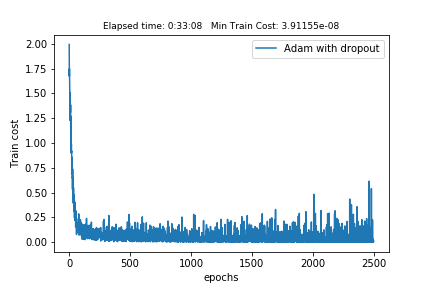 Elapsed time: 0:33:08   Min Train Cost: 3.91155e-08
Adam with dropout
Train cost
2.00
1.75
1.50
1.25
1.00
0.75
0.50
0.25
0.00
0 500 1000 1500 2000 2500
epochs